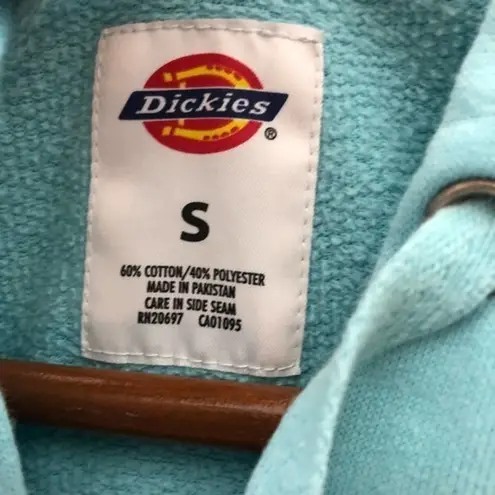 Dickies®
S
60% COTTON/40% POLYESTER
MADE IN PAKISTAN
CARE IN SIDE SEAM
RN20697 CA01095